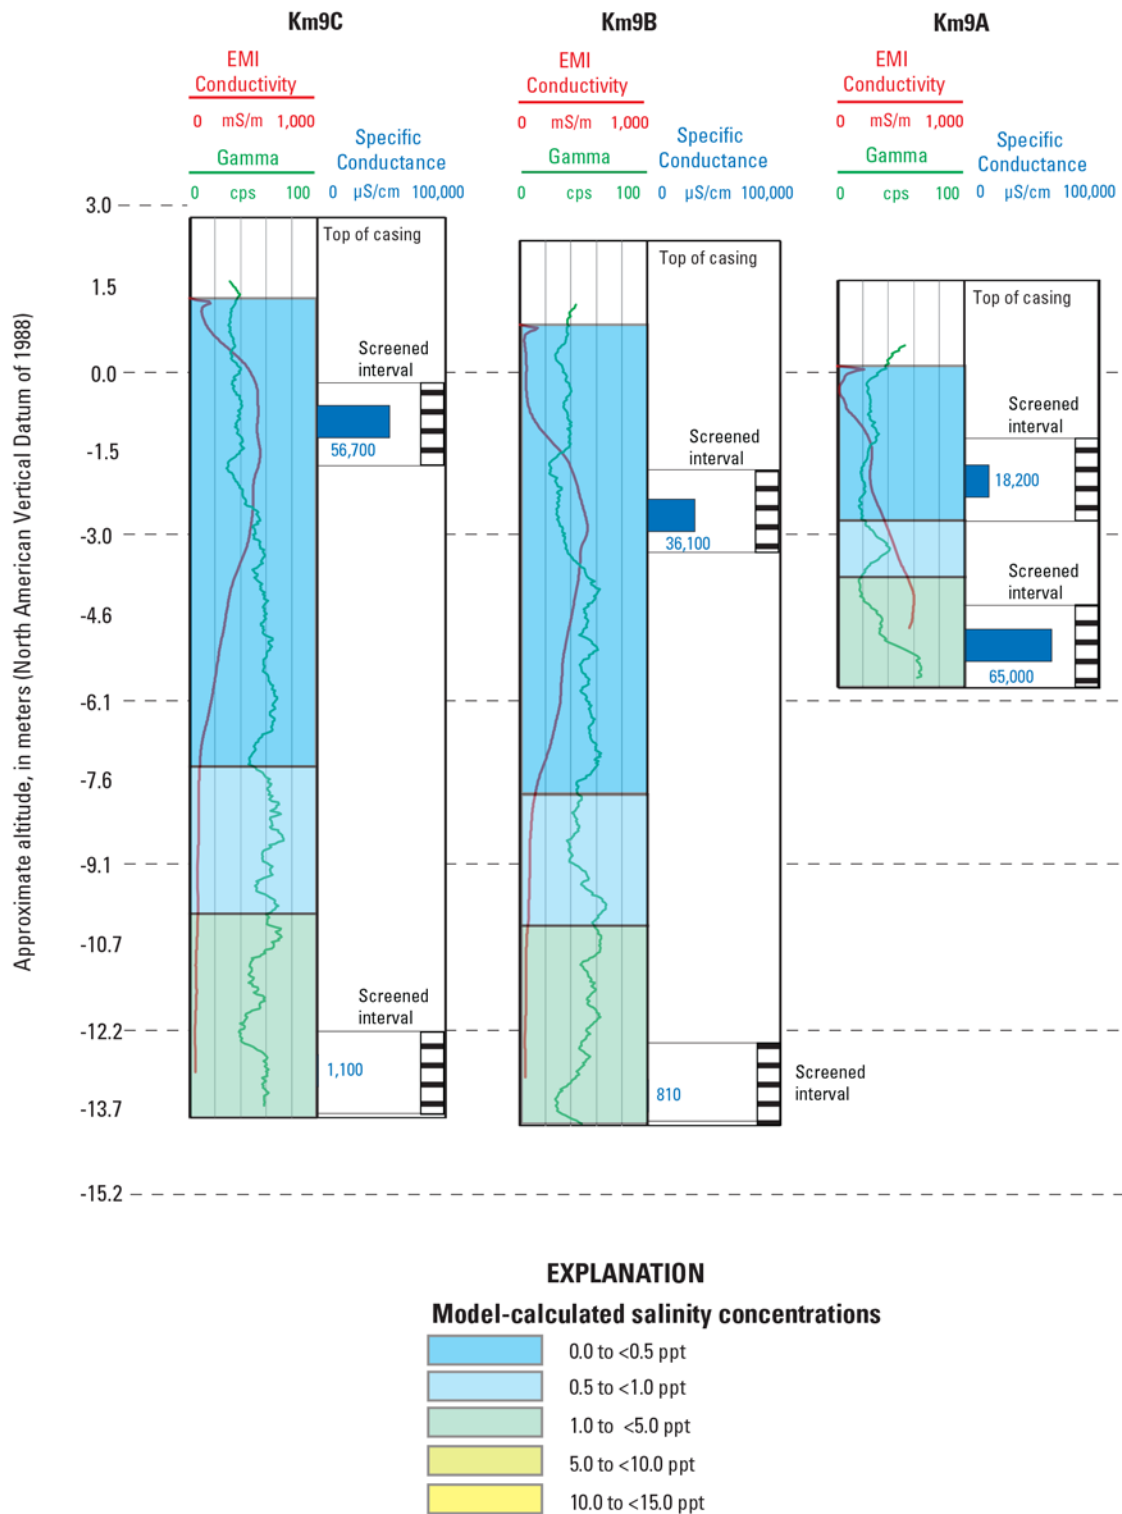 Km9C
Km9B
Km9A
EMI
Conductivity
0 mS/m 1,000
Gamma
0 cps 100
Specific
Conductance
0 µS/cm 100,000
EMI
Conductivity
0 mS/m 1,000
Gamma
0 cps 100
Specific
Conductance
0 µS/cm 100,000
EMI
Conductivity
0 mS/m 1,000
Gamma
0 cps 100
Specific
Conductance
0 µS/cm 100,000
Approximate altitude, in meters (North American Vertical Datum of 1988)
3.0
1.5
0.0
-1.5
-3.0
-4.6
-6.1
-7.6
-9.1
-10.7
-12.2
-13.7
-15.2
Top of casing
Screened
interval
56,700
Screened
interval
1,100
Top of casing
Screened
interval
36,100
Screened
interval
810
Top of casing
Screened
interval
18,200
Screened
interval
65,000
EXPLANATION
Model-calculated salinity concentrations
0.0 to <0.5 ppt
0.5 to <1.0 ppt
1.0 to <5.0 ppt
5.0 to <10.0 ppt
10.0 to <15.0 ppt